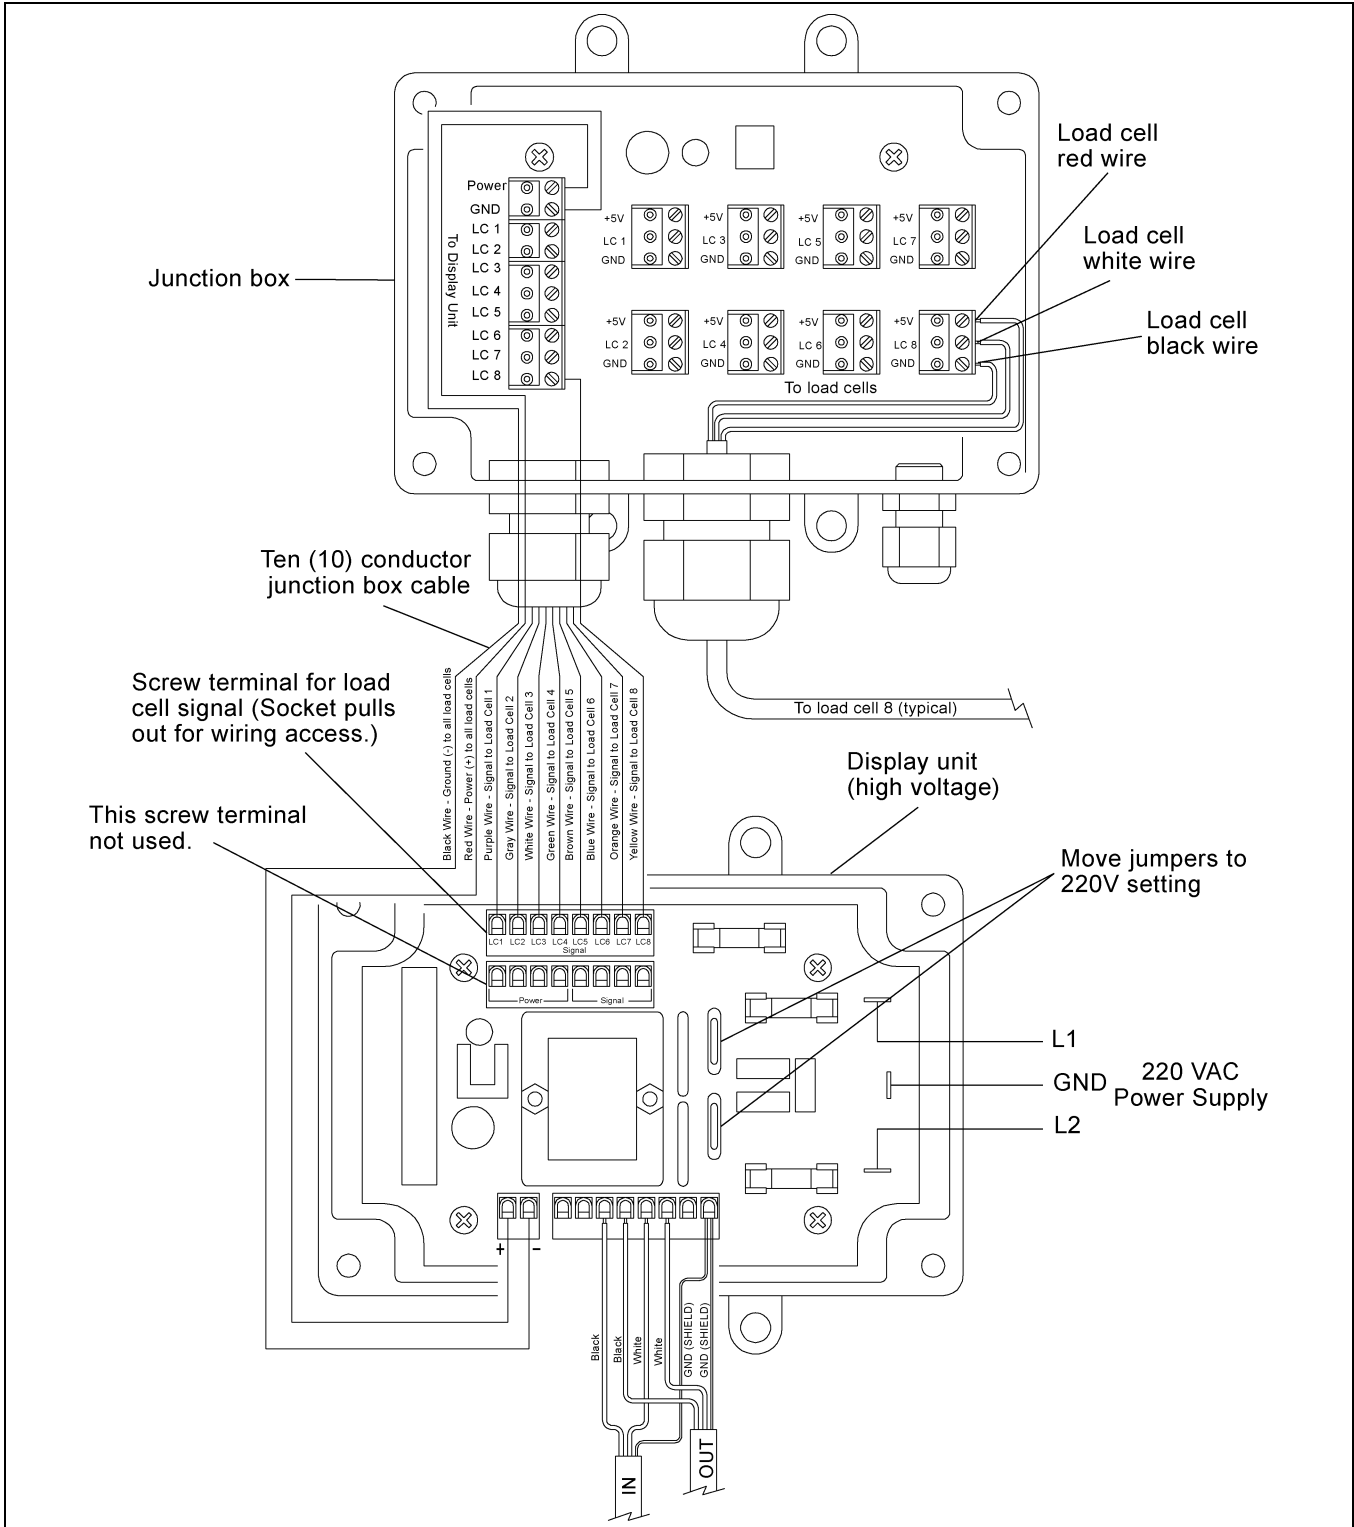 Load cell
red wire
Load cell
white wire
Load cell
black wire
Junction box
To Display Unit
Power
GND
LC 1
LC 2
LC 3
LC 4
LC 5
LC 6
LC 7
LC 8
+5V
LC 1
GND
+5V
LC 3
GND
+5V
LC 5
GND
+5V
LC 7
GND
+5V
LC 2
GND
+5V
LC 4
GND
+5V
LC 6
GND
+5V
LC 8
GND
To load cells
Ten (10) conductor
junction box cable
Screw terminal for load
cell signal (Socket pulls
out for wiring access.)
This screw terminal
not used.
Black Wire - Ground (-) to all load cells
Red Wire - Power (+) to all load cells
Purple Wire - Signal to Load Cell 1
Gray Wire - Signal to Load Cell 2
White Wire - Signal to Load Cell 3
Green Wire - Signal to Load Cell 4
Brown Wire - Signal to Load Cell 5
Blue Wire - Signal to Load Cell 6
Orange Wire - Signal to Load Cell 7
Yellow Wire - Signal to Load Cell 8
To load cell 8 (typical)
Display unit
(high voltage)
Move jumpers to
220V setting
LC1 LC2 LC3 LC4 LC5 LC6 LC7 LC8
Signal
Power Signal
L1
GND
L2
220 VAC
Power Supply
+ -
Black
Black
White
White
GND (SHIELD)
GND (SHIELD)
IN
OUT